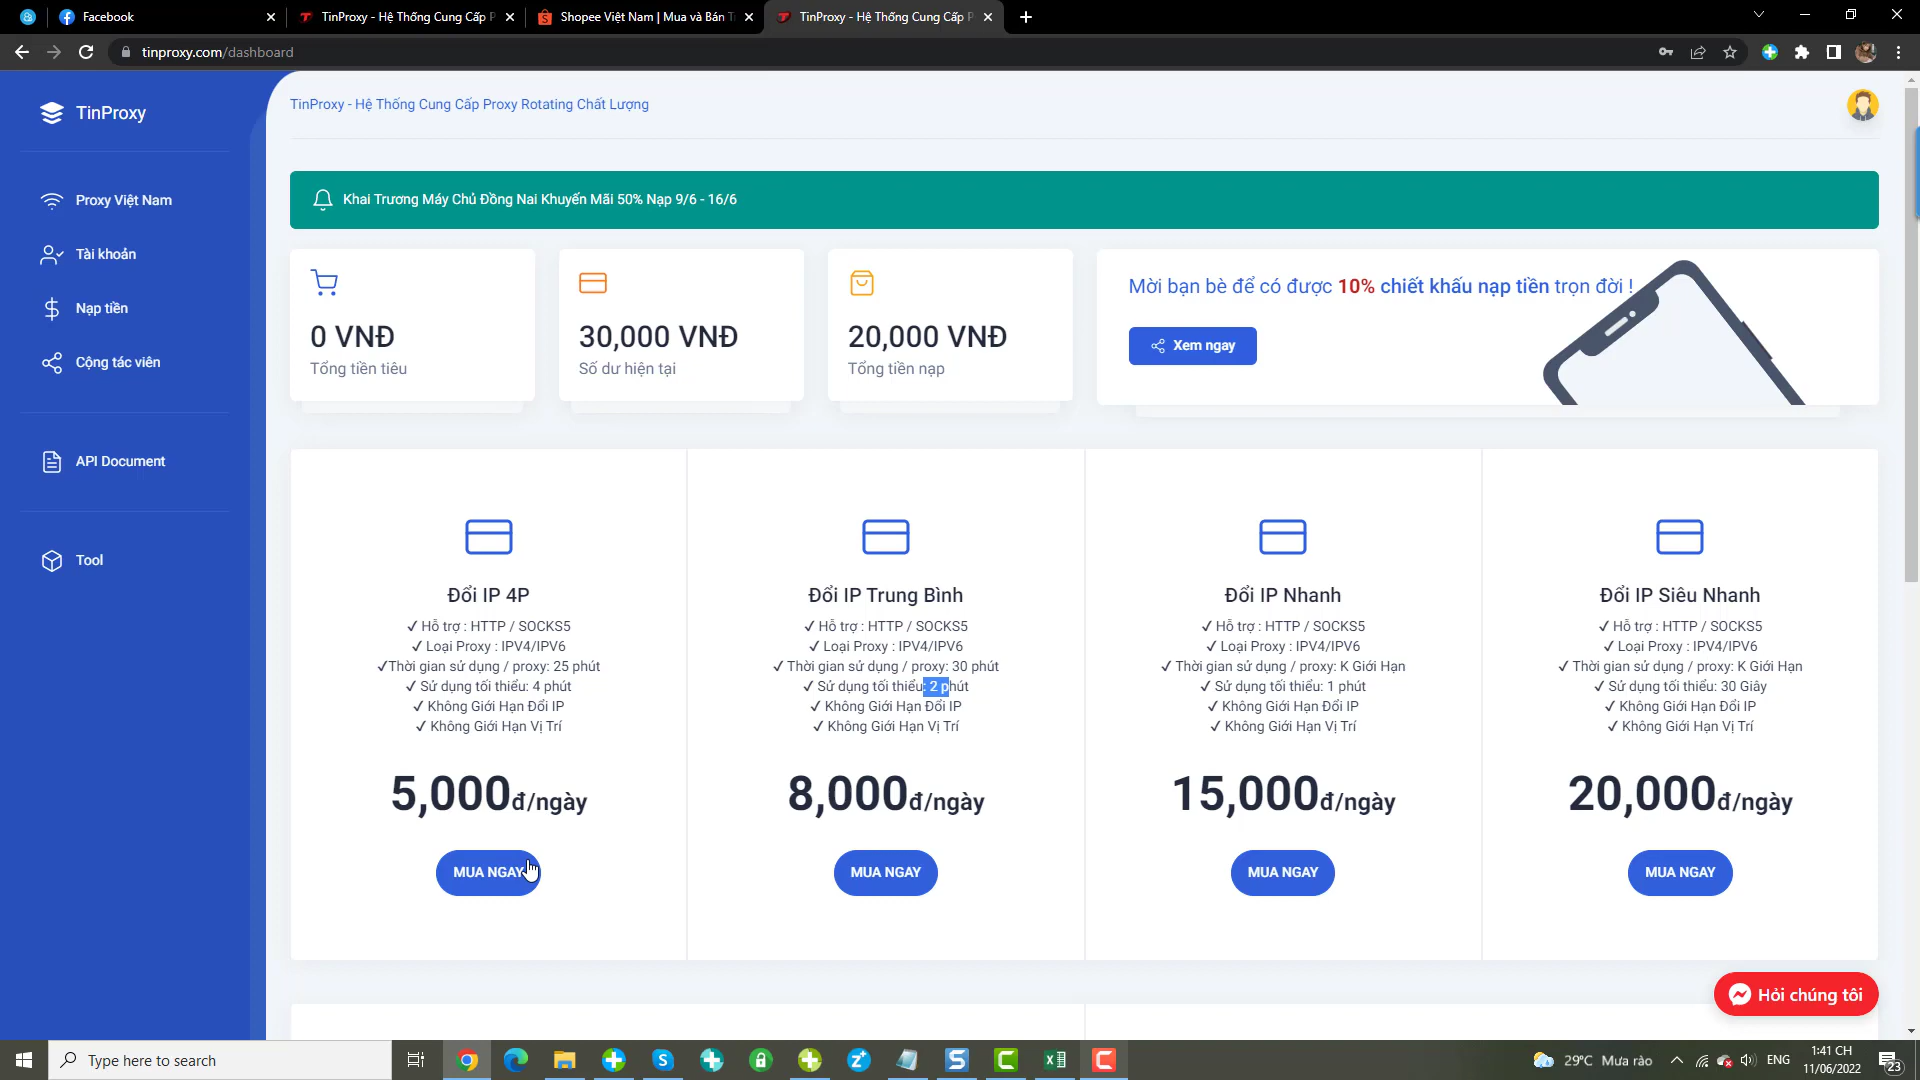 Facebook
TinProxy - Hệ Thống Cung Cấp P
Shopee Việt Nam | Mua và Bán Tr
TinProxy - Hệ Thống Cung Cấp P
tinproxy.com/dashboard
TinProxy
TinProxy - Hệ Thống Cung Cấp Proxy Rotating Chất Lượng
Proxy Việt Nam
Tài khoản
Nạp tiền
Cộng tác viên
API Document
Tool
Khai Trương Máy Chủ Đồng Nai Khuyến Mãi 50% Nạp 9/6 - 16/6
0 VNĐ
Tổng tiền tiêu
30,000 VNĐ
Số dư hiện tại
20,000 VNĐ
Tổng tiền nạp
Mời bạn bè để có được 10% chiết khấu nạp tiền trọn đời !
Xem ngay
Đổi IP 4P
✓ Hỗ trợ : HTTP / SOCKS5
✓ Loại Proxy : IPV4/IPV6
✓Thời gian sử dụng / proxy: 25 phút
✓ Sử dụng tối thiểu: 4 phút
✓ Không Giới Hạn Đổi IP
✓ Không Giới Hạn Vị Trí
5,000đ/ngày
MUA NGAY
Đổi IP Trung Bình
✓ Hỗ trợ : HTTP / SOCKS5
✓ Loại Proxy : IPV4/IPV6
✓ Thời gian sử dụng / proxy: 30 phút
✓ Sử dụng tối thiểu: 2 phút
✓ Không Giới Hạn Đổi IP
✓ Không Giới Hạn Vị Trí
8,000đ/ngày
MUA NGAY
Đổi IP Nhanh
✓ Hỗ trợ : HTTP / SOCKS5
✓ Loại Proxy : IPV4/IPV6
✓ Thời gian sử dụng / proxy: K Giới Hạn
✓ Sử dụng tối thiểu: 1 phút
✓ Không Giới Hạn Đổi IP
✓ Không Giới Hạn Vị Trí
15,000đ/ngày
MUA NGAY
Đổi IP Siêu Nhanh
✓ Hỗ trợ : HTTP / SOCKS5
✓ Loại Proxy : IPV4/IPV6
✓ Thời gian sử dụng / proxy: K Giới Hạn
✓ Sử dụng tối thiểu: 30 Giây
✓ Không Giới Hạn Đổi IP
✓ Không Giới Hạn Vị Trí
20,000đ/ngày
MUA NGAY
Hỏi chúng tôi
Type here to search
29°C Mưa rào
ENG
1:41 CH
11/06/2022
23